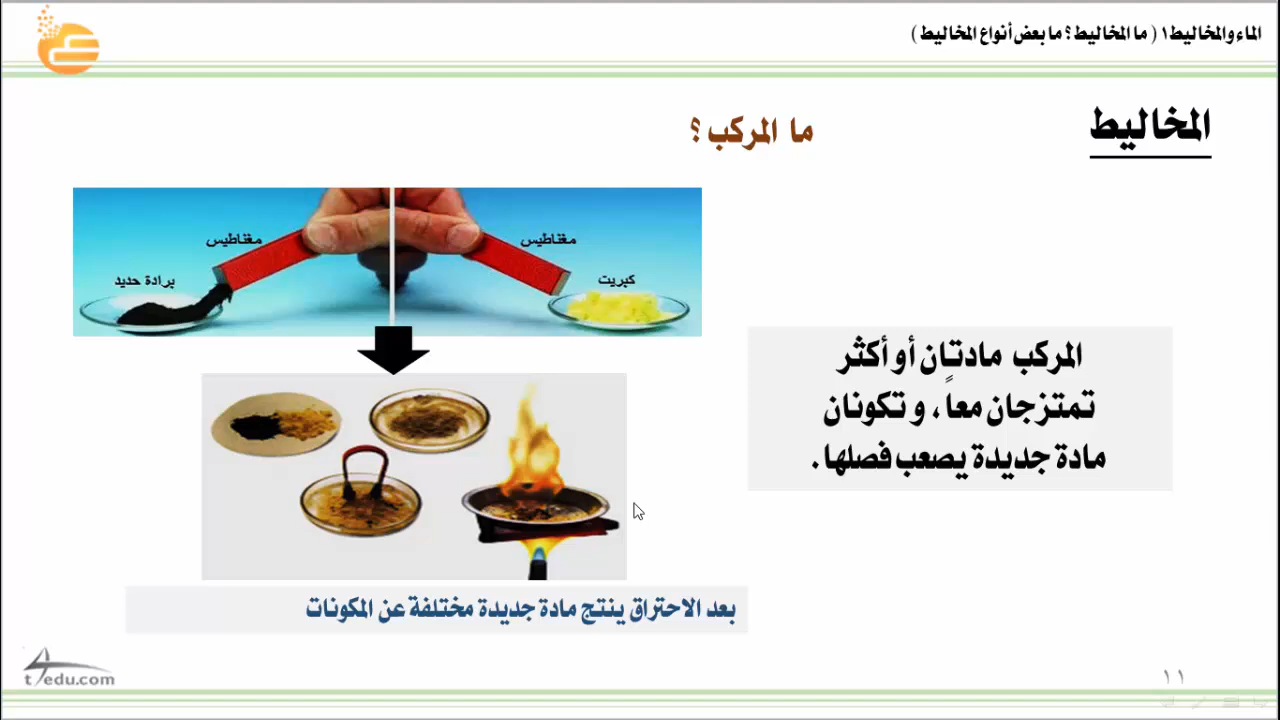 الماء والمخاليط١ ( ما المخاليط؟ ما بعض أنواع المخاليط )
المخاليط
ما المركب ؟
مغناطيس
مغناطيس
كبريت
برادة حديد
المركب مادتان أو أكثر
تمتزجان معاً ، و تكونان
مادة جديدة يصعب فصلها .
بعد الاحتراق ينتج مادة جديدة مختلفة عن المكونات
t4edu.com
١١